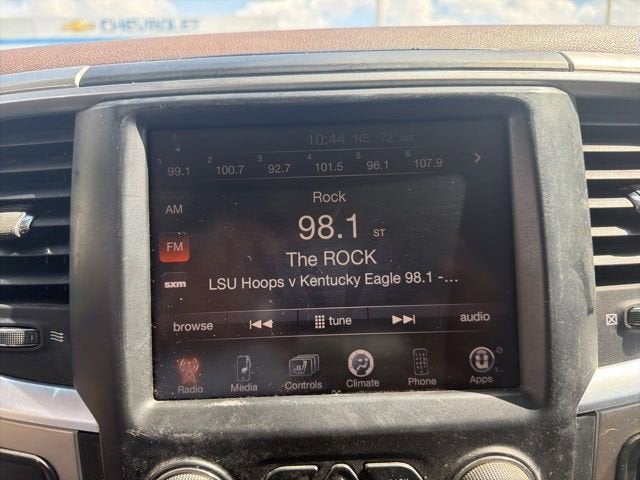 CHEVROLET
10:44 NE 72° out
1 99.1 2 100.7 3 92.7 4 101.5 5 96.1 6 107.9
Rock
AM
98.1 ST
FM
The ROCK
sxm
LSU Hoops v Kentucky Eagle 98.1 -...
browse tune audio
Radio Media Controls Climate Phone Apps